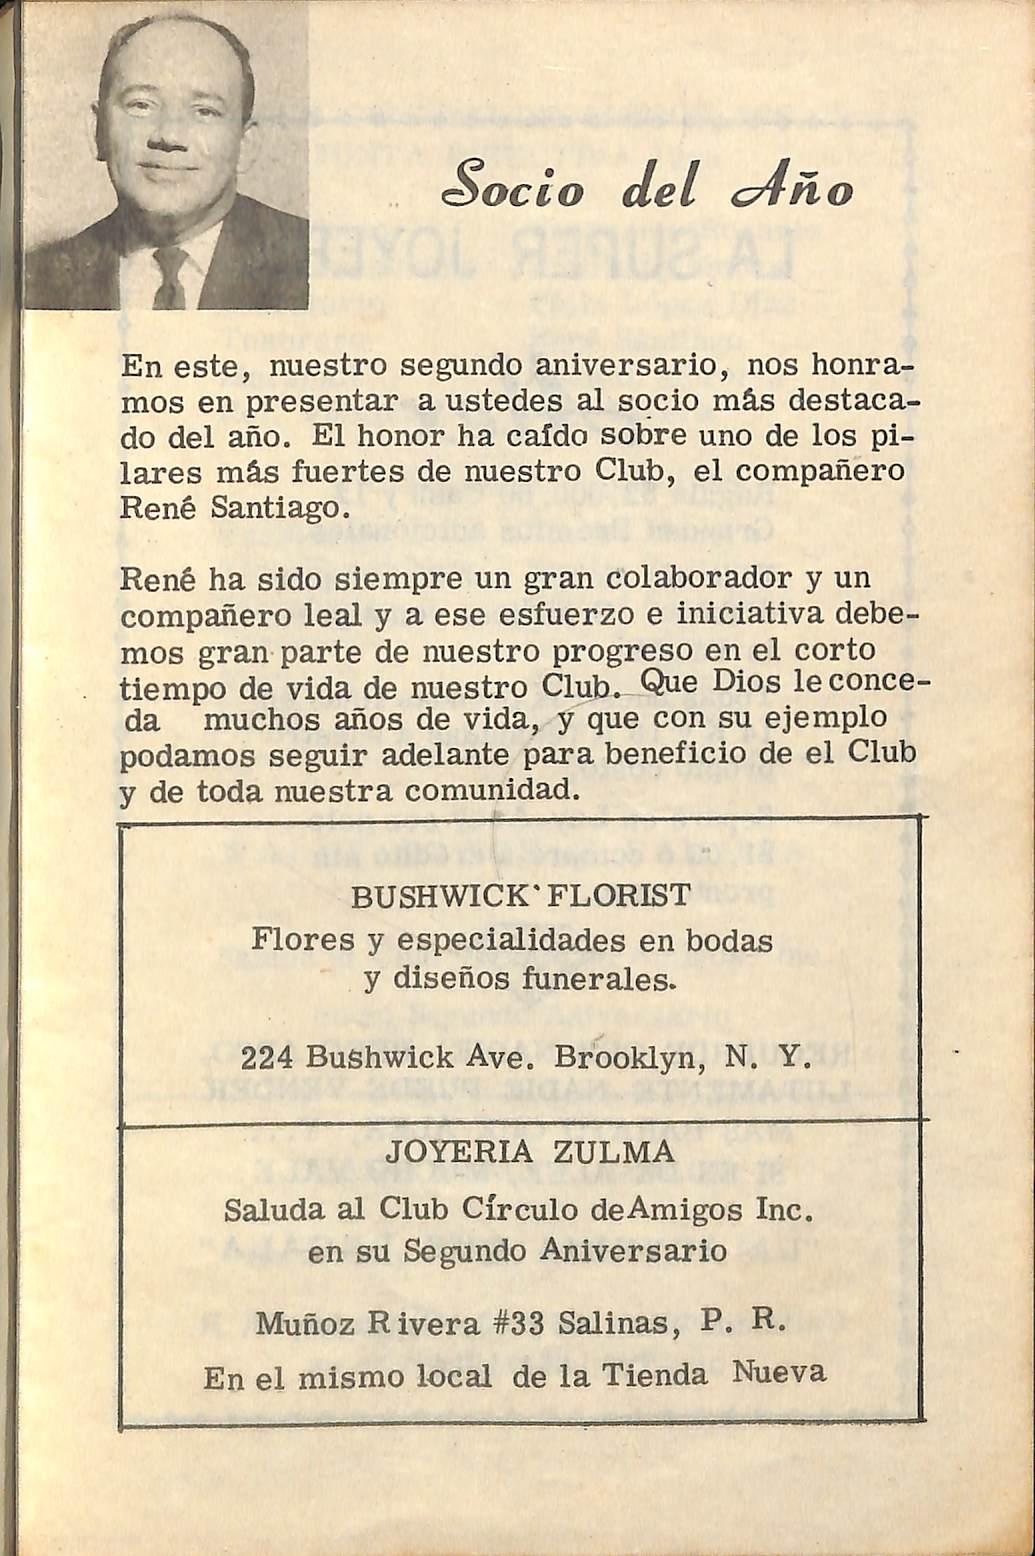 Socio del Año
En este, nuestro segundo aniversario, nos honra-
mos en presentar a ustedes al socio más destaca-
do del año. El honor ha caído sobre uno de los pi-
lares más fuertes de nuestro Club, el compañero
René Santiago.
René ha sido siempre un gran colaborador y un
compañero leal y a ese esfuerzo e iniciativa debe-
mos gran parte de nuestro progreso en el corto
tiempo de vida de nuestro Club. Que Dios le conce-
da muchos años de vida, y que con su ejemplo
podamos seguir adelante para beneficio de el Club
y de toda nuestra comunidad.
BUSHWICK FLORIST
Flores y especialidades en bodas
y diseños funerales.
224 Bushwick Ave. Brooklyn, N. Y.
JOYERIA ZULMA
Saluda al Club Círculo de Amigos Inc.
en su Segundo Aniversario
Muñoz Rivera #33 Salinas, P. R.
En el mismo local de la Tienda Nueva